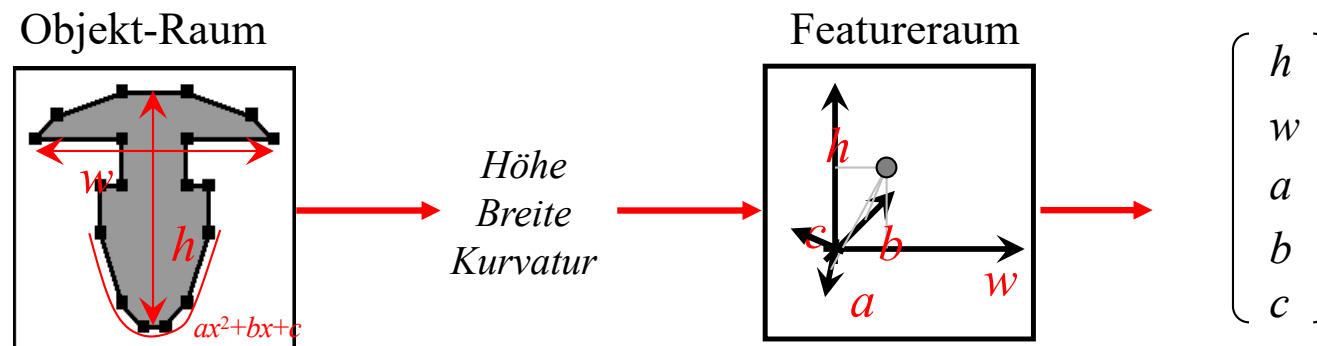 Objekt-Raum
w
h
ax²+bx+c
Höhe
Breite
Kurvatur
Featureraum
h
c
b
w
a
h
w
a
b
c